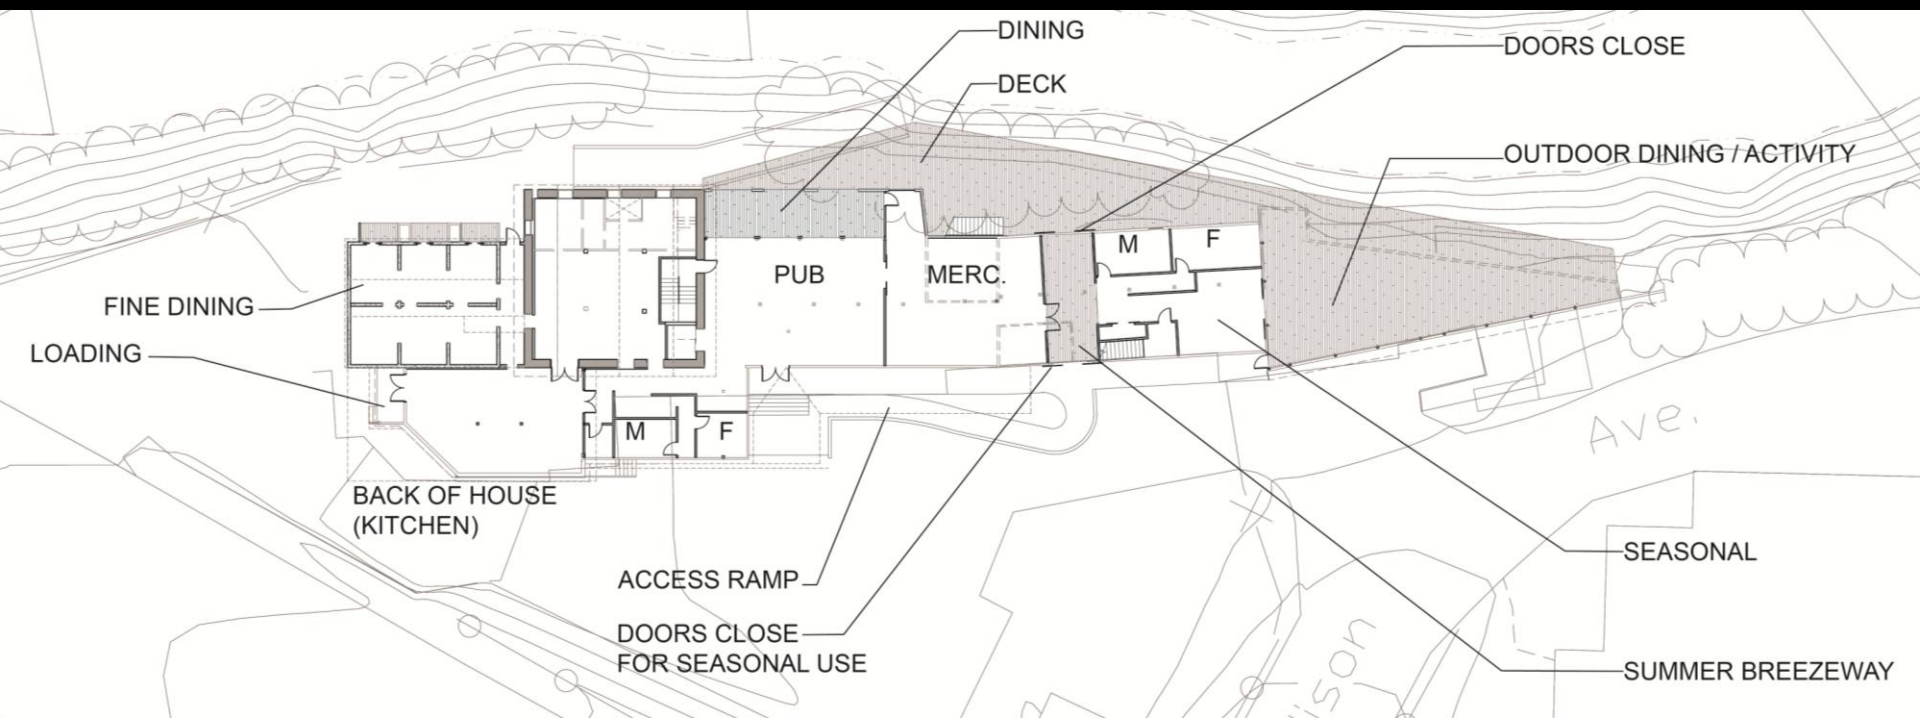 DINING
DOORS CLOSE
DECK
OUTDOOR DINING / ACTIVITY
M
F
PUB
MERC.
FINE DINING
LOADING
Ave.
M
F
BACK OF HOUSE
(KITCHEN)
SEASONAL
ACCESS RAMP
DOORS CLOSE
FOR SEASONAL USE
ison
SUMMER BREEZEWAY